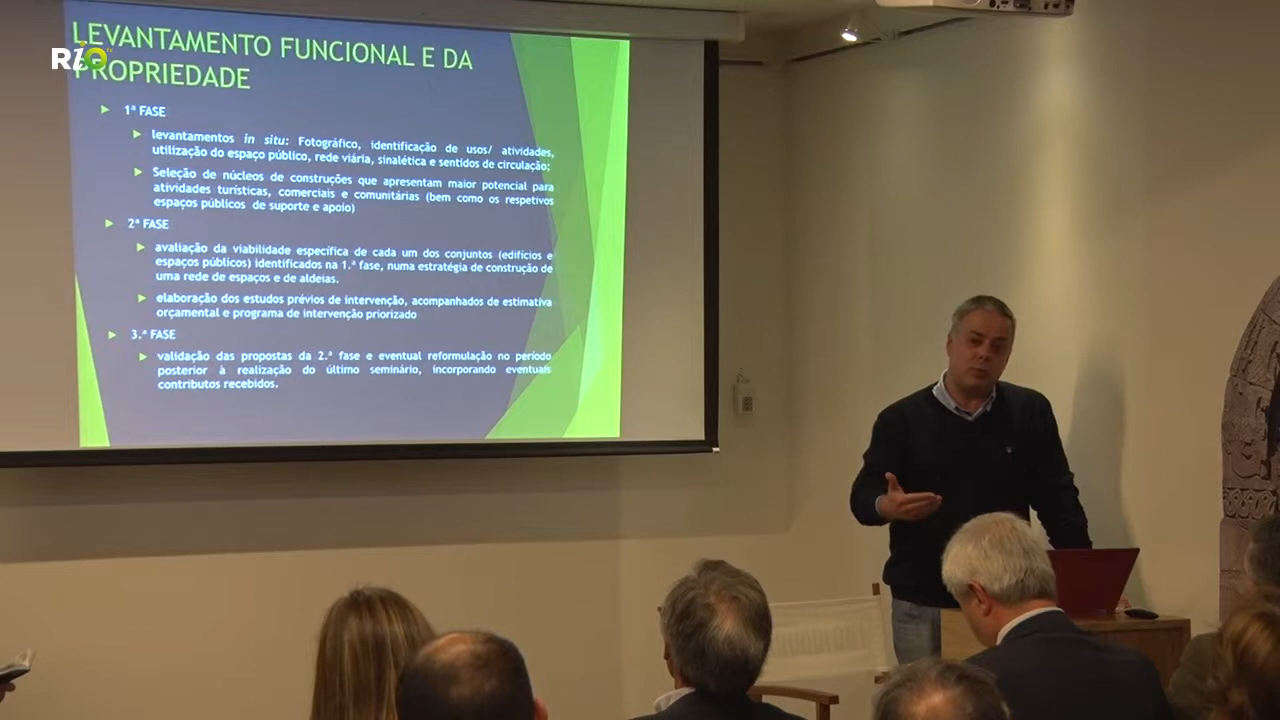 LEVANTAMENTO FUNCIONAL E DA
PROPRIEDADE
RiO
1ª FASE
levantamentos in situ: Fotográfico, identificação de usos/ atividades,
utilização do espaço público, rede viária, sinalética e sentidos de circulação;
Seleção de núcleos de construções que apresentam maior potencial para
atividades turísticas, comerciais e comunitárias (bem como os respetivos
espaços públicos de suporte e apoio)
2ª FASE
avaliação da viabilidade específica de cada um dos conjuntos (edifícios e
espaços públicos) identificados na 1.ª fase, numa estratégia de construção de
uma rede de espaços e de aldeias.
elaboração dos estudos prévios de intervenção, acompanhados de estimativa
orçamental e programa de intervenção priorizado
3.ª FASE
validação das propostas da 2.ª fase e eventual reformulação no período
posterior à realização do último seminário, incorporando eventuais
contributos recebidos.